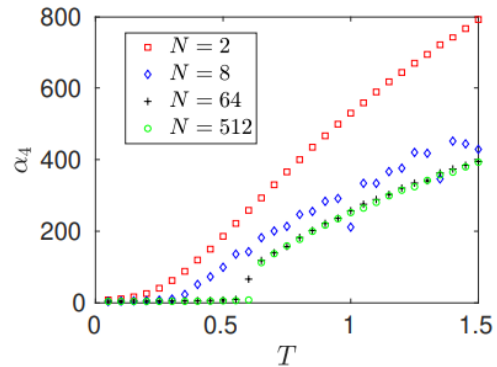 800
600
400
200
0
α₄
N = 2
N = 8
N = 64
N = 512
0
0.5
1
1.5
T